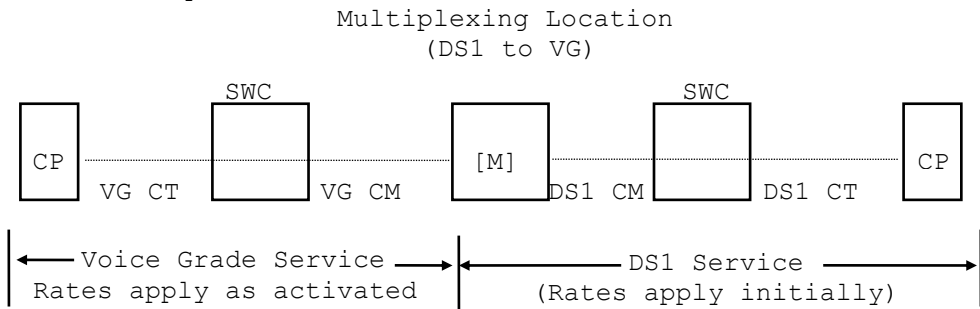 Multiplexing Location
(DS1 to VG)
SWC SWC
CP [M] CP
VG CT VG CM DS1 CM DS1 CT
Voice Grade Service DS1 Service
Rates apply as activated (Rates apply initially)